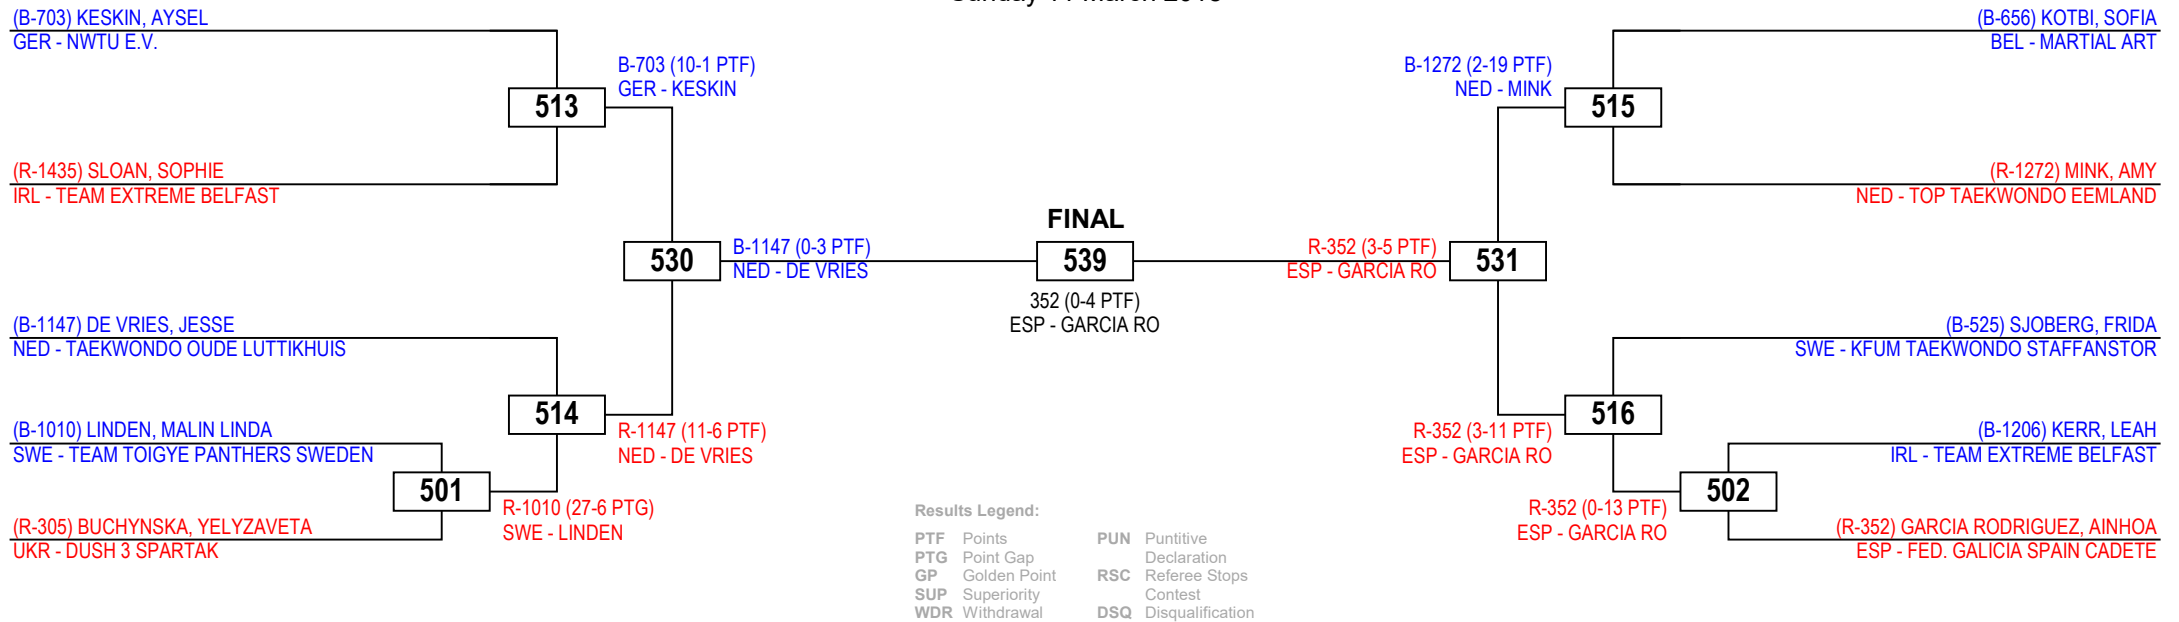 (B-703) KESKIN, AYSEL
GER - NWTU E.V.
(R-1435) SLOAN, SOPHIE
IRL - TEAM EXTREME BELFAST
(B-1147) DE VRIES, JESSE
NED - TAEKWONDO OUDE LUTTIKHUIS
(B-1010) LINDEN, MALIN LINDA
SWE - TEAM TOIGYE PANTHERS SWEDEN
(R-305) BUCHYNSKA, YELYZAVETA
UKR - DUSH 3 SPARTAK
501
R-1010 (27-6 PTG)
SWE - LINDEN
513
B-703 (10-1 PTF)
GER - KESKIN
514
R-1147 (11-6 PTF)
NED - DE VRIES
530
B-1147 (0-3 PTF)
NED - DE VRIES
FINAL
539
352 (0-4 PTF)
ESP - GARCIA RO
R-352 (3-5 PTF)
ESP - GARCIA RO
531
B-1272 (2-19 PTF)
NED - MINK
515
R-352 (3-11 PTF)
ESP - GARCIA RO
516
R-352 (0-13 PTF)
ESP - GARCIA RO
502
(B-656) KOTBI, SOFIA
BEL - MARTIAL ART
(R-1272) MINK, AMY
NED - TOP TAEKWONDO EEMLAND
(B-525) SJOBERG, FRIDA
SWE - KFUM TAEKWONDO STAFFANSTOR
(B-1206) KERR, LEAH
IRL - TEAM EXTREME BELFAST
(R-352) GARCIA RODRIGUEZ, AINHOA
ESP - FED. GALICIA SPAIN CADETE
Results Legend:
PTF Points
PTG Point Gap
GP Golden Point
SUP Superiority
WDR Withdrawal
PUN Puntitive
Declaration
RSC Referee Stops
Contest
DSQ Disqualification